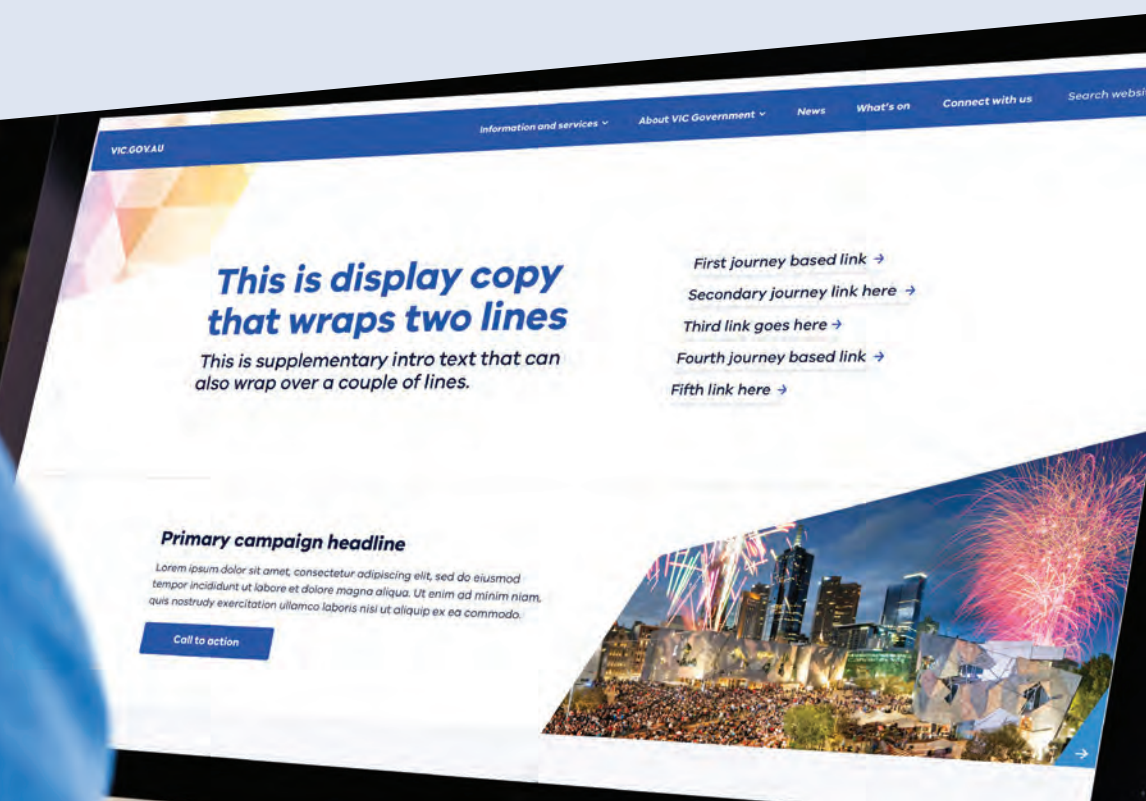 VIC.GOV.AU
Information and services
About VIC Government
News
What's on
Connect with us
Search websi
This is display copy
that wraps two lines
This is supplementary intro text that can
also wrap over a couple of lines.
First journey based link →
Secondary journey link here →
Third link goes here →
Fourth journey based link →
Fifth link here →
Primary campaign headline
Lorem ipsum dolor sit amet, consectetur adipiscing elit, sed do eiusmod
tempor incididunt ut labore et dolore magna aliqua. Ut enim ad minim niam,
quis nostrudy exercitation ullamco laboris nisi ut aliquip ex ea commodo.
Call to action